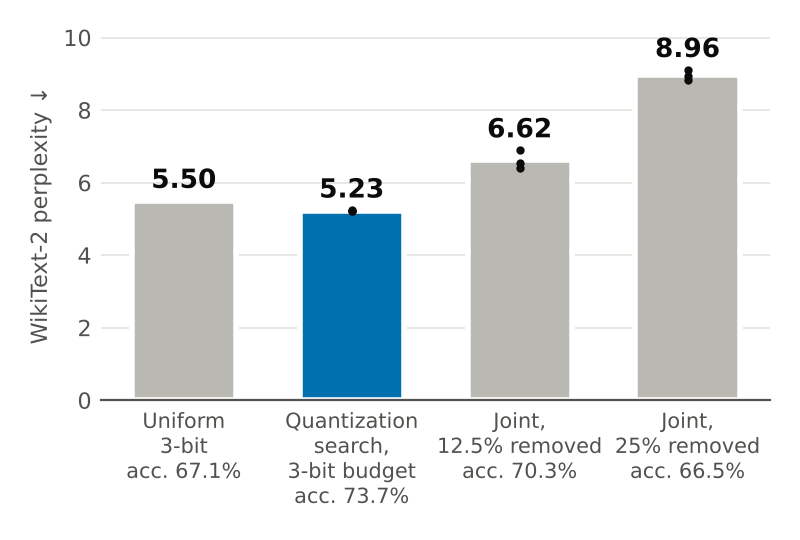 WikiText-2 perplexity ↓
10
8
6
4
2
0
5.50
5.23
6.62
8.96
Uniform
3-bit
acc. 67.1%
Quantization
search,
3-bit budget
acc. 73.7%
Joint,
12.5% removed
acc. 70.3%
Joint,
25% removed
acc. 66.5%